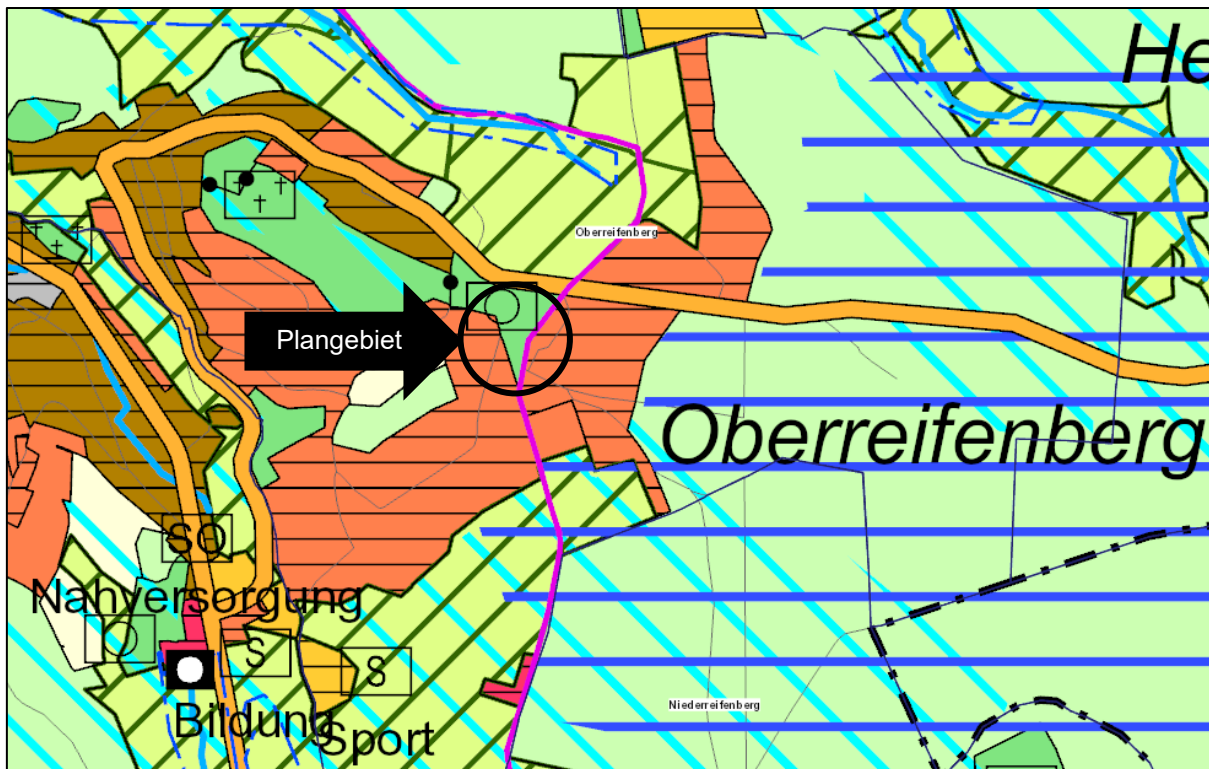 He
Oberreifenberg
Plangebiet
Oberreifenberg
SO
Nahversorgung
S
S
Niederreifenberg
Bildung
Sport